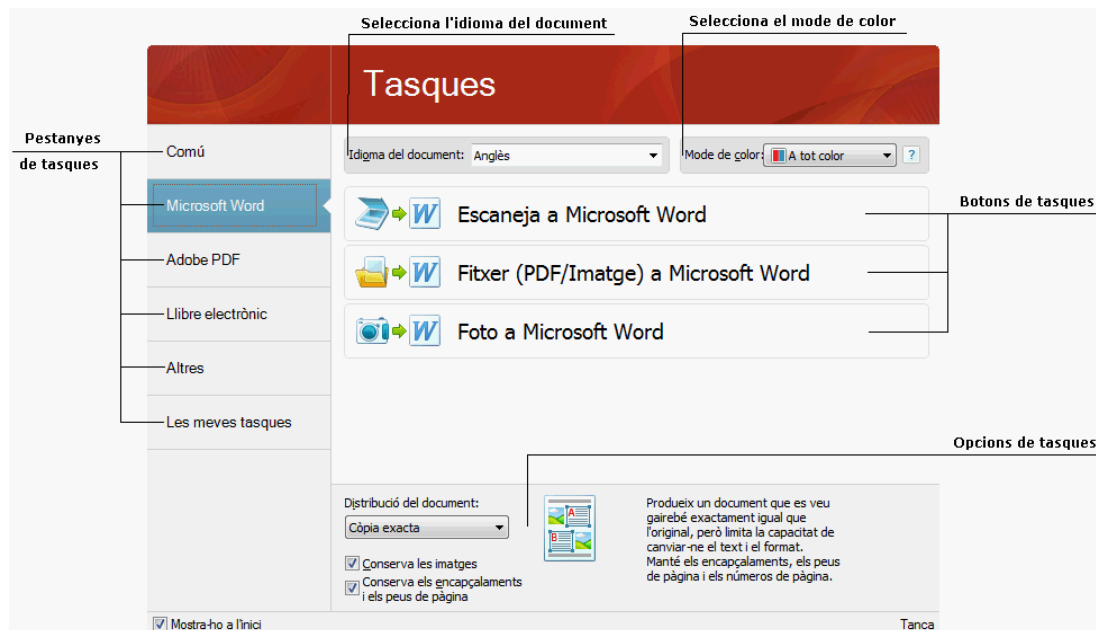 Selecciona l'idioma del document
Selecciona el mode de color
Tasques
Pestanyes
de tasques
Comú
Microsoft Word
Adobe PDF
Llibre electrònic
Altres
Les meves tasques
Idioma del document: Anglès
Mode de color: A tot color
?
Botons de tasques
W Escaneja a Microsoft Word
W Fitxer (PDF/Imatge) a Microsoft Word
W Foto a Microsoft Word
Opcions de tasques
Distribució del document:
Còpia exacta
Conserva les imatges
Conserva els encapçalaments
i els peus de pàgina
A
B
Produeix un document que es veu
gairebé exactament igual que
l'original, però limita la capacitat de
canviar-ne el text i el format.
Manté els encapçalaments, els peus
de pàgina i els números de pàgina.
Mostra-ho a l'inici
Tanca